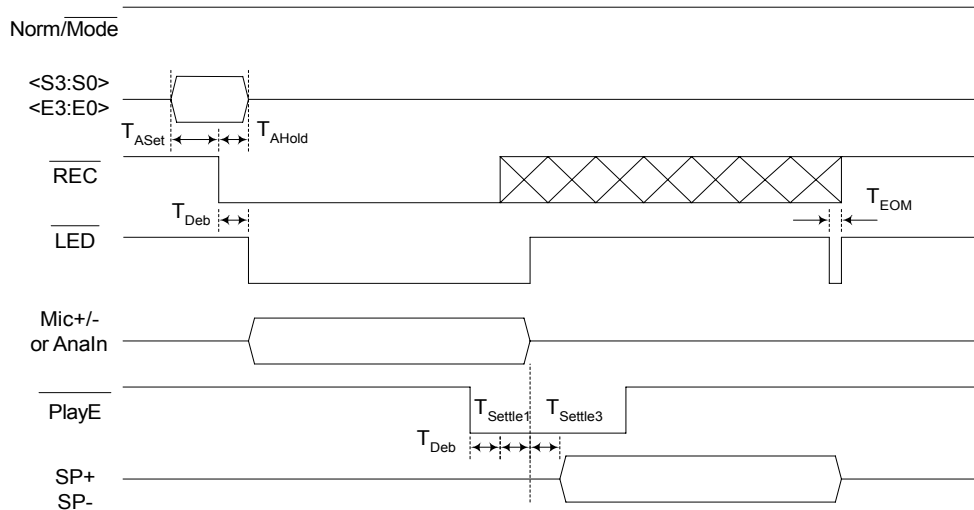 Norm/Mode
<S3:S0>
<E3:E0>
TASet
TAHold
REC
TDeb
TEOM
LED
Mic+/-
or AnaIn
PlayE
TSettle1
TSettle3
TDeb
SP+
SP-